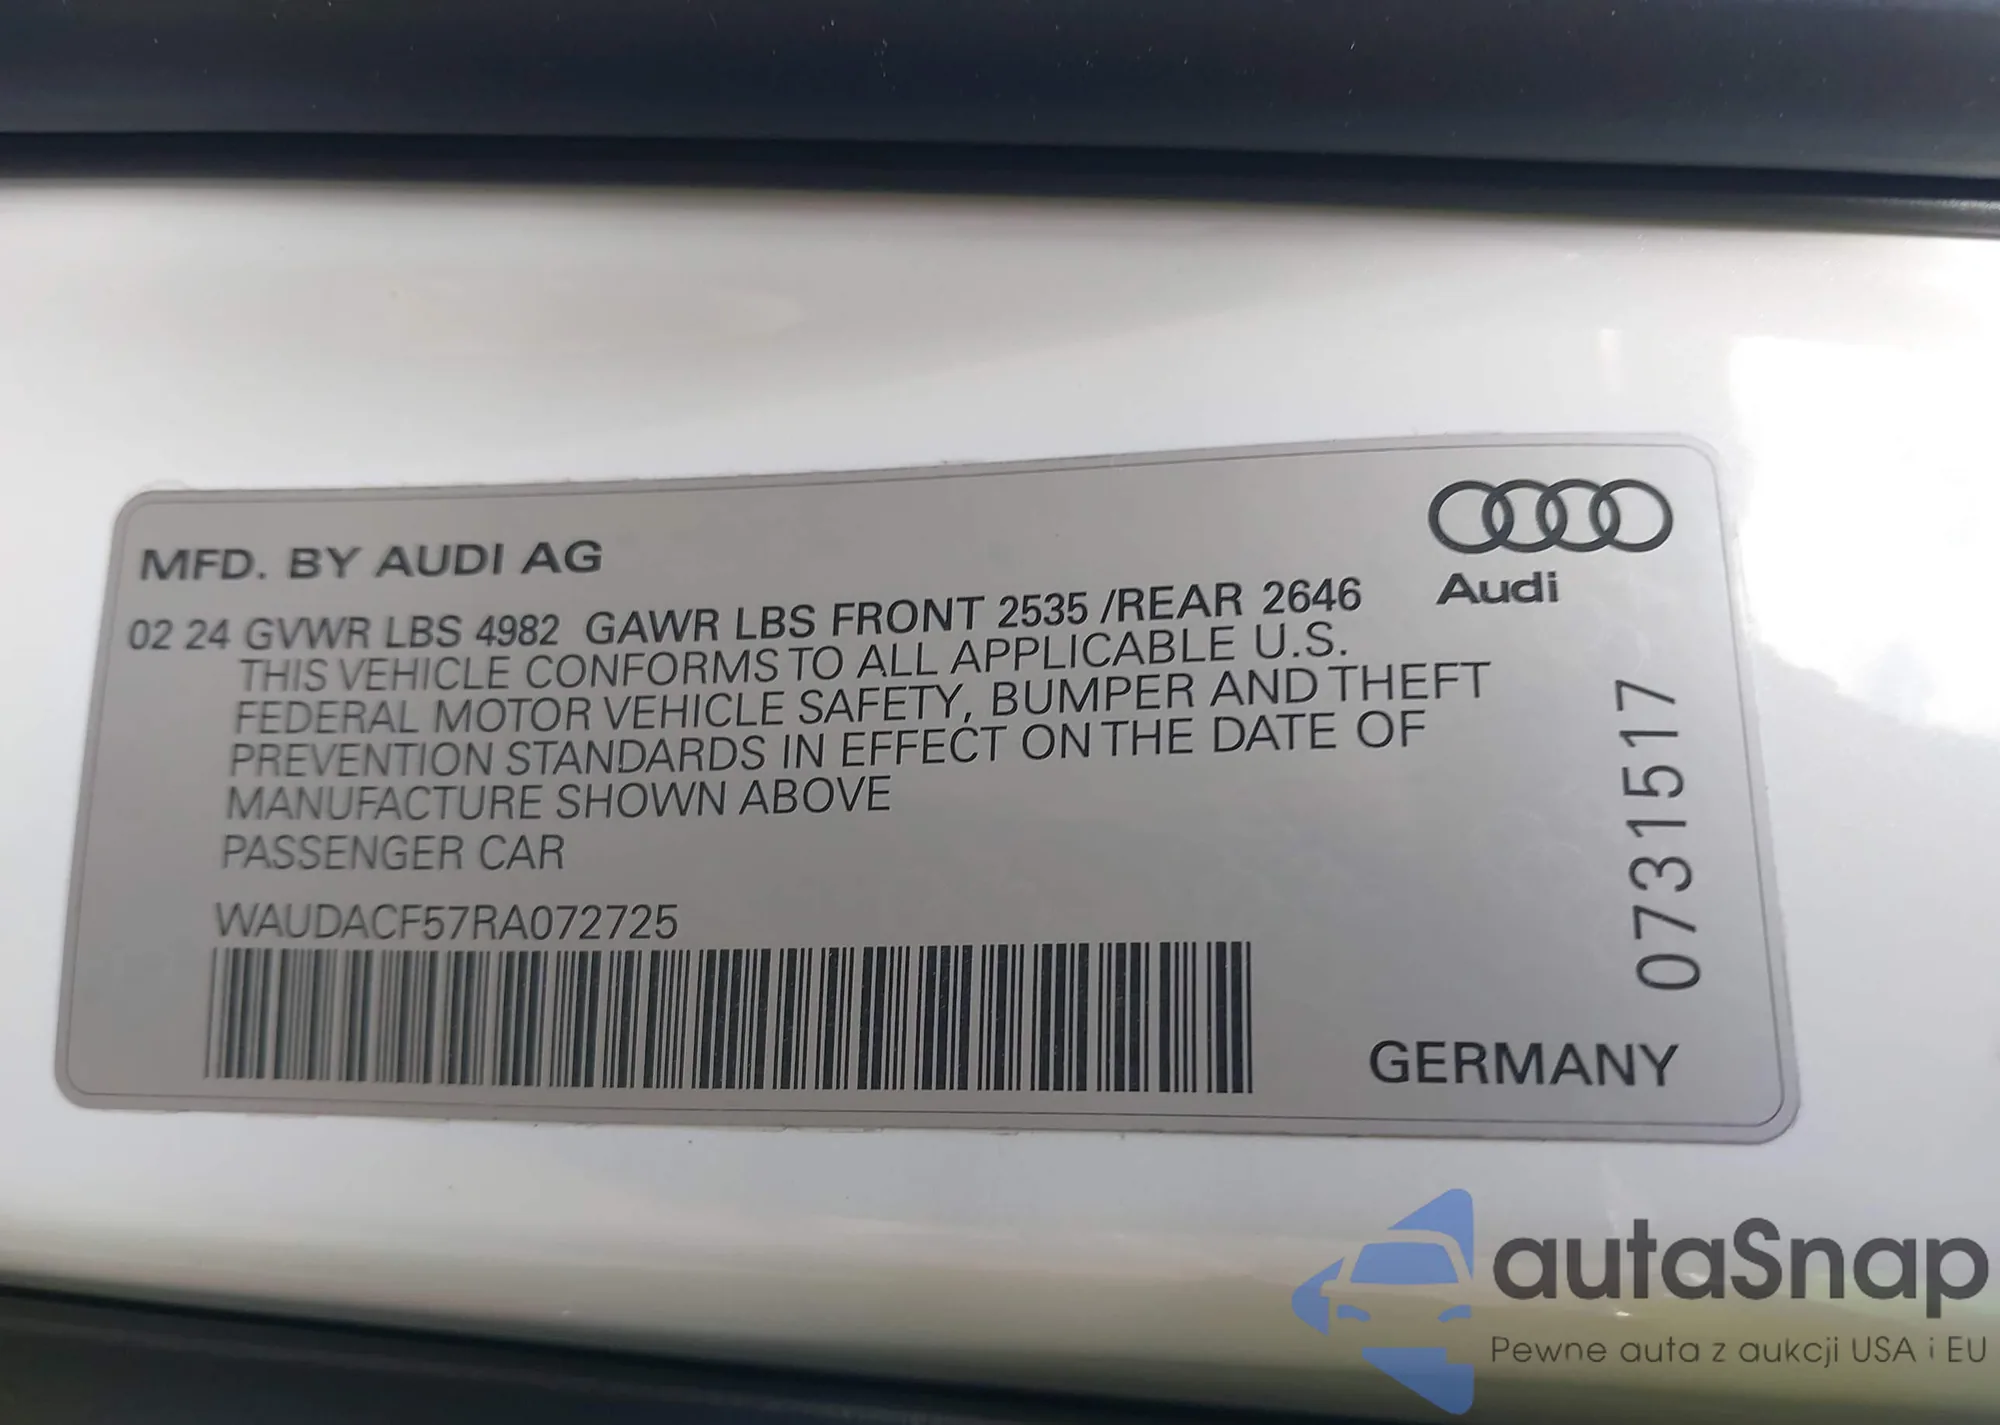 MFD. BY AUDI AG
Audi
02 24 GVWR LBS 4982 GAWR LBS FRONT 2535 /REAR 2646
THIS VEHICLE CONFORMS TO ALL APPLICABLE U.S.
FEDERAL MOTOR VEHICLE SAFETY, BUMPER AND THEFT
PREVENTION STANDARDS IN EFFECT ON THE DATE OF
MANUFACTURE SHOWN ABOVE
PASSENGER CAR
WAUDACF57RA072725
0731517
GERMANY
autaSnap
Pewne auta z aukcji USA i EU